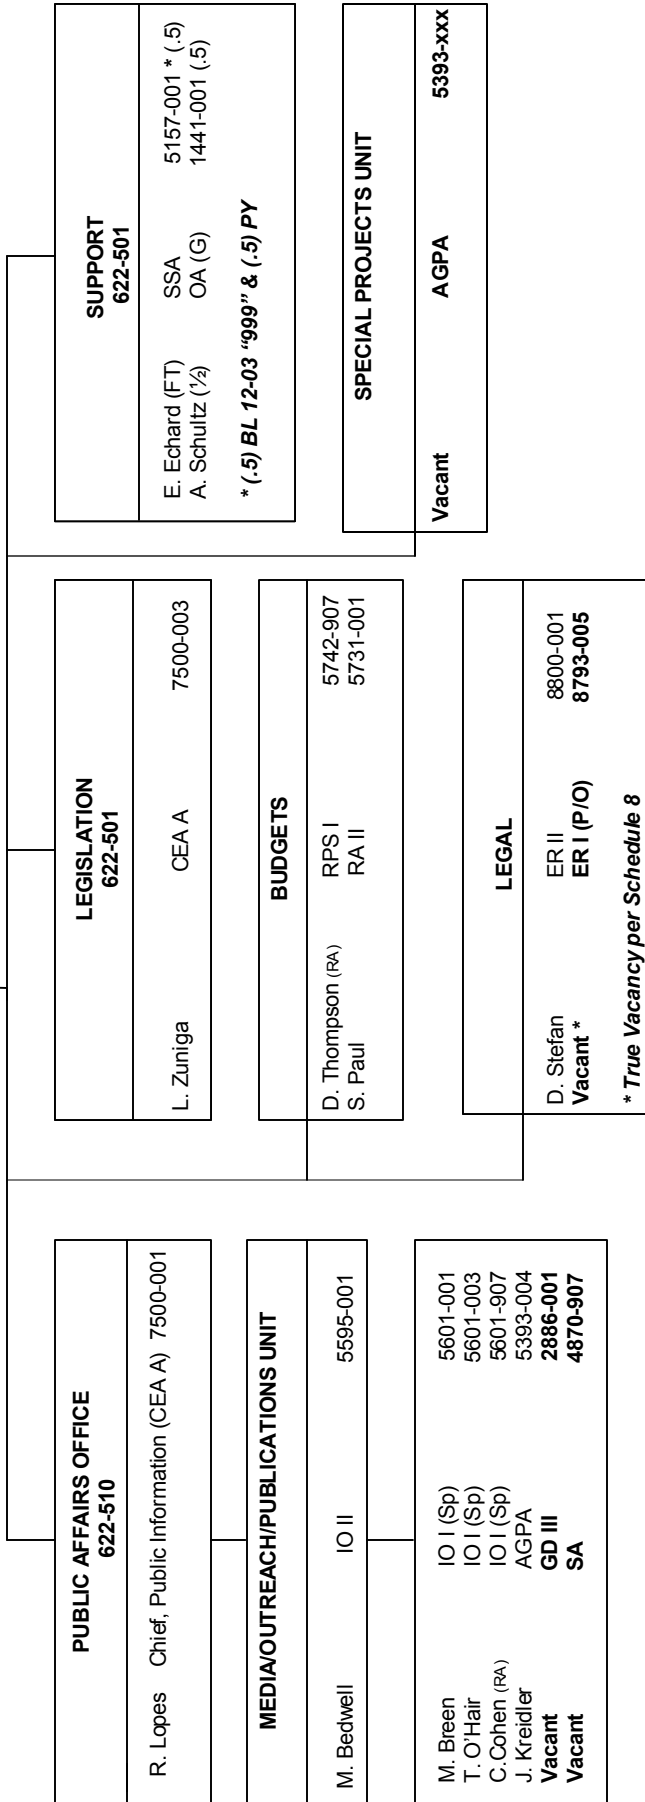 PUBLIC AFFAIRS OFFICE
622-510
R. Lopes Chief, Public Information (CEA A) 7500-001
MEDIA/OUTREACH/PUBLICATIONS UNIT
M. Bedwell IO II 5595-001
M. Breen IO I (Sp) 5601-001
T. O'Hair IO I (Sp) 5601-003
C.Cohen (RA) IO I (Sp) 5601-907
J. Kreidler AGPA 5393-004
Vacant GD III 2886-001
Vacant SA 4870-907
LEGISLATION
622-501
L. Zuniga CEA A 7500-003
BUDGETS
D. Thompson (RA) RPS I 5742-907
S. Paul RA II 5731-001
LEGAL
D. Stefan ER II 8800-001
Vacant * ER I (P/O) 8793-005
* True Vacancy per Schedule 8
SUPPORT
622-501
E. Echard (FT) SSA 5157-001 * (.5)
A. Schultz (½) OA (G) 1441-001 (.5)
* (.5) BL 12-03 “999” & (.5) PY
SPECIAL PROJECTS UNIT
Vacant AGPA 5393-xxx